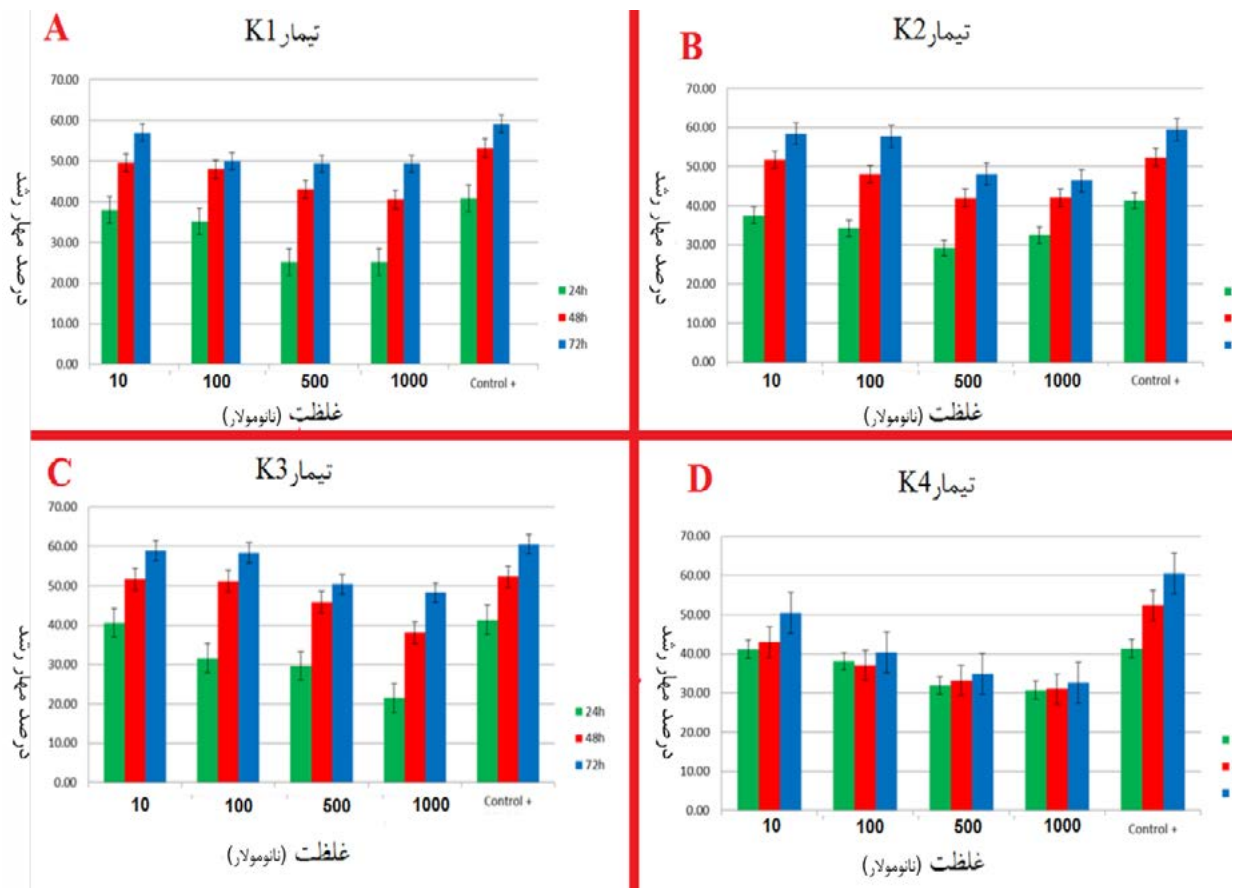 A
تیمار K1
درصد مهار رشد
70.00
60.00
50.00
40.00
30.00
20.00
10.00
0.00
10 100 500 1000 Control +
غلظت (نانومولار)
24h
48h
72h
B
تیمار K2
درصد مهار رشد
70.00
60.00
50.00
40.00
30.00
20.00
10.00
0.00
10 100 500 1000 Control +
غلظت (نانومولار)
C
تیمار K3
درصد مهار رشد
70.00
60.00
50.00
40.00
30.00
20.00
10.00
0.00
10 100 500 1000 Control +
غلظت (نانومولار)
24h
48h
72h
D
تیمار K4
درصد مهار رشد
70.00
60.00
50.00
40.00
30.00
20.00
10.00
0.00
10 100 500 1000 Control +
غلظت (نانومولار)